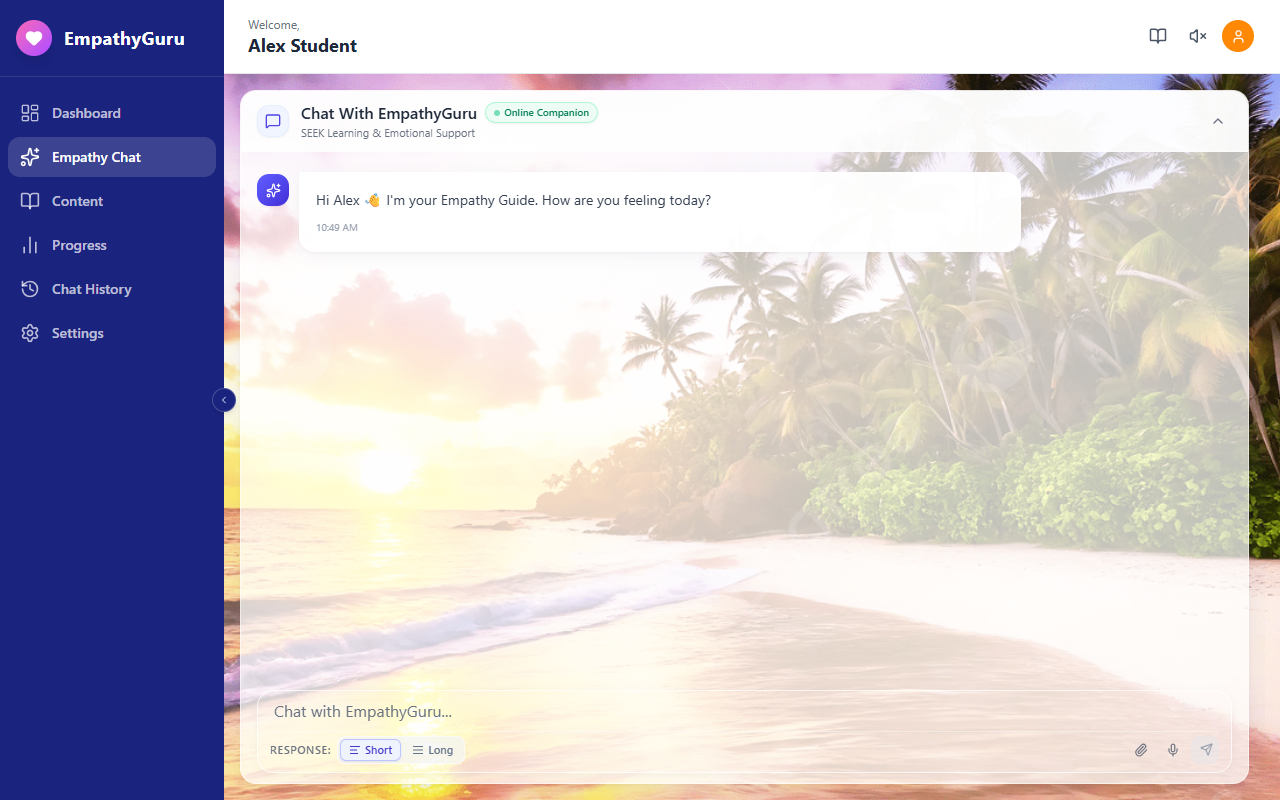 EmpathyGuru
Dashboard
Empathy Chat
Content
Progress
Chat History
Settings
Welcome,
Alex Student
Chat With EmpathyGuru
Online Companion
SEEK Learning & Emotional Support
Hi Alex 👋 I'm your Empathy Guide. How are you feeling today?
10:49 AM
Chat with EmpathyGuru...
RESPONSE: Short Long